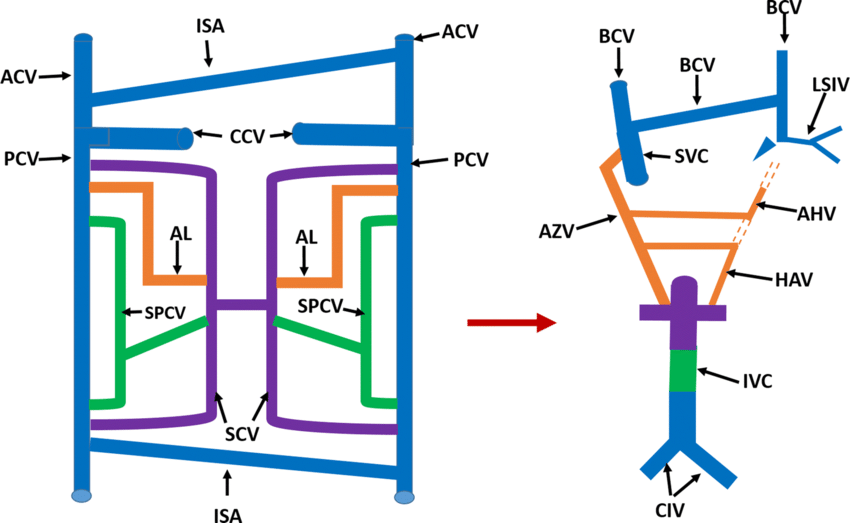 ISA
ACV
ACV
CCV
PCV
PCV
AL
AL
SPCV
SPCV
SCV
ISA
BCV
BCV
BCV
LSIV
SVC
AZV
AHV
HAV
IVC
CIV